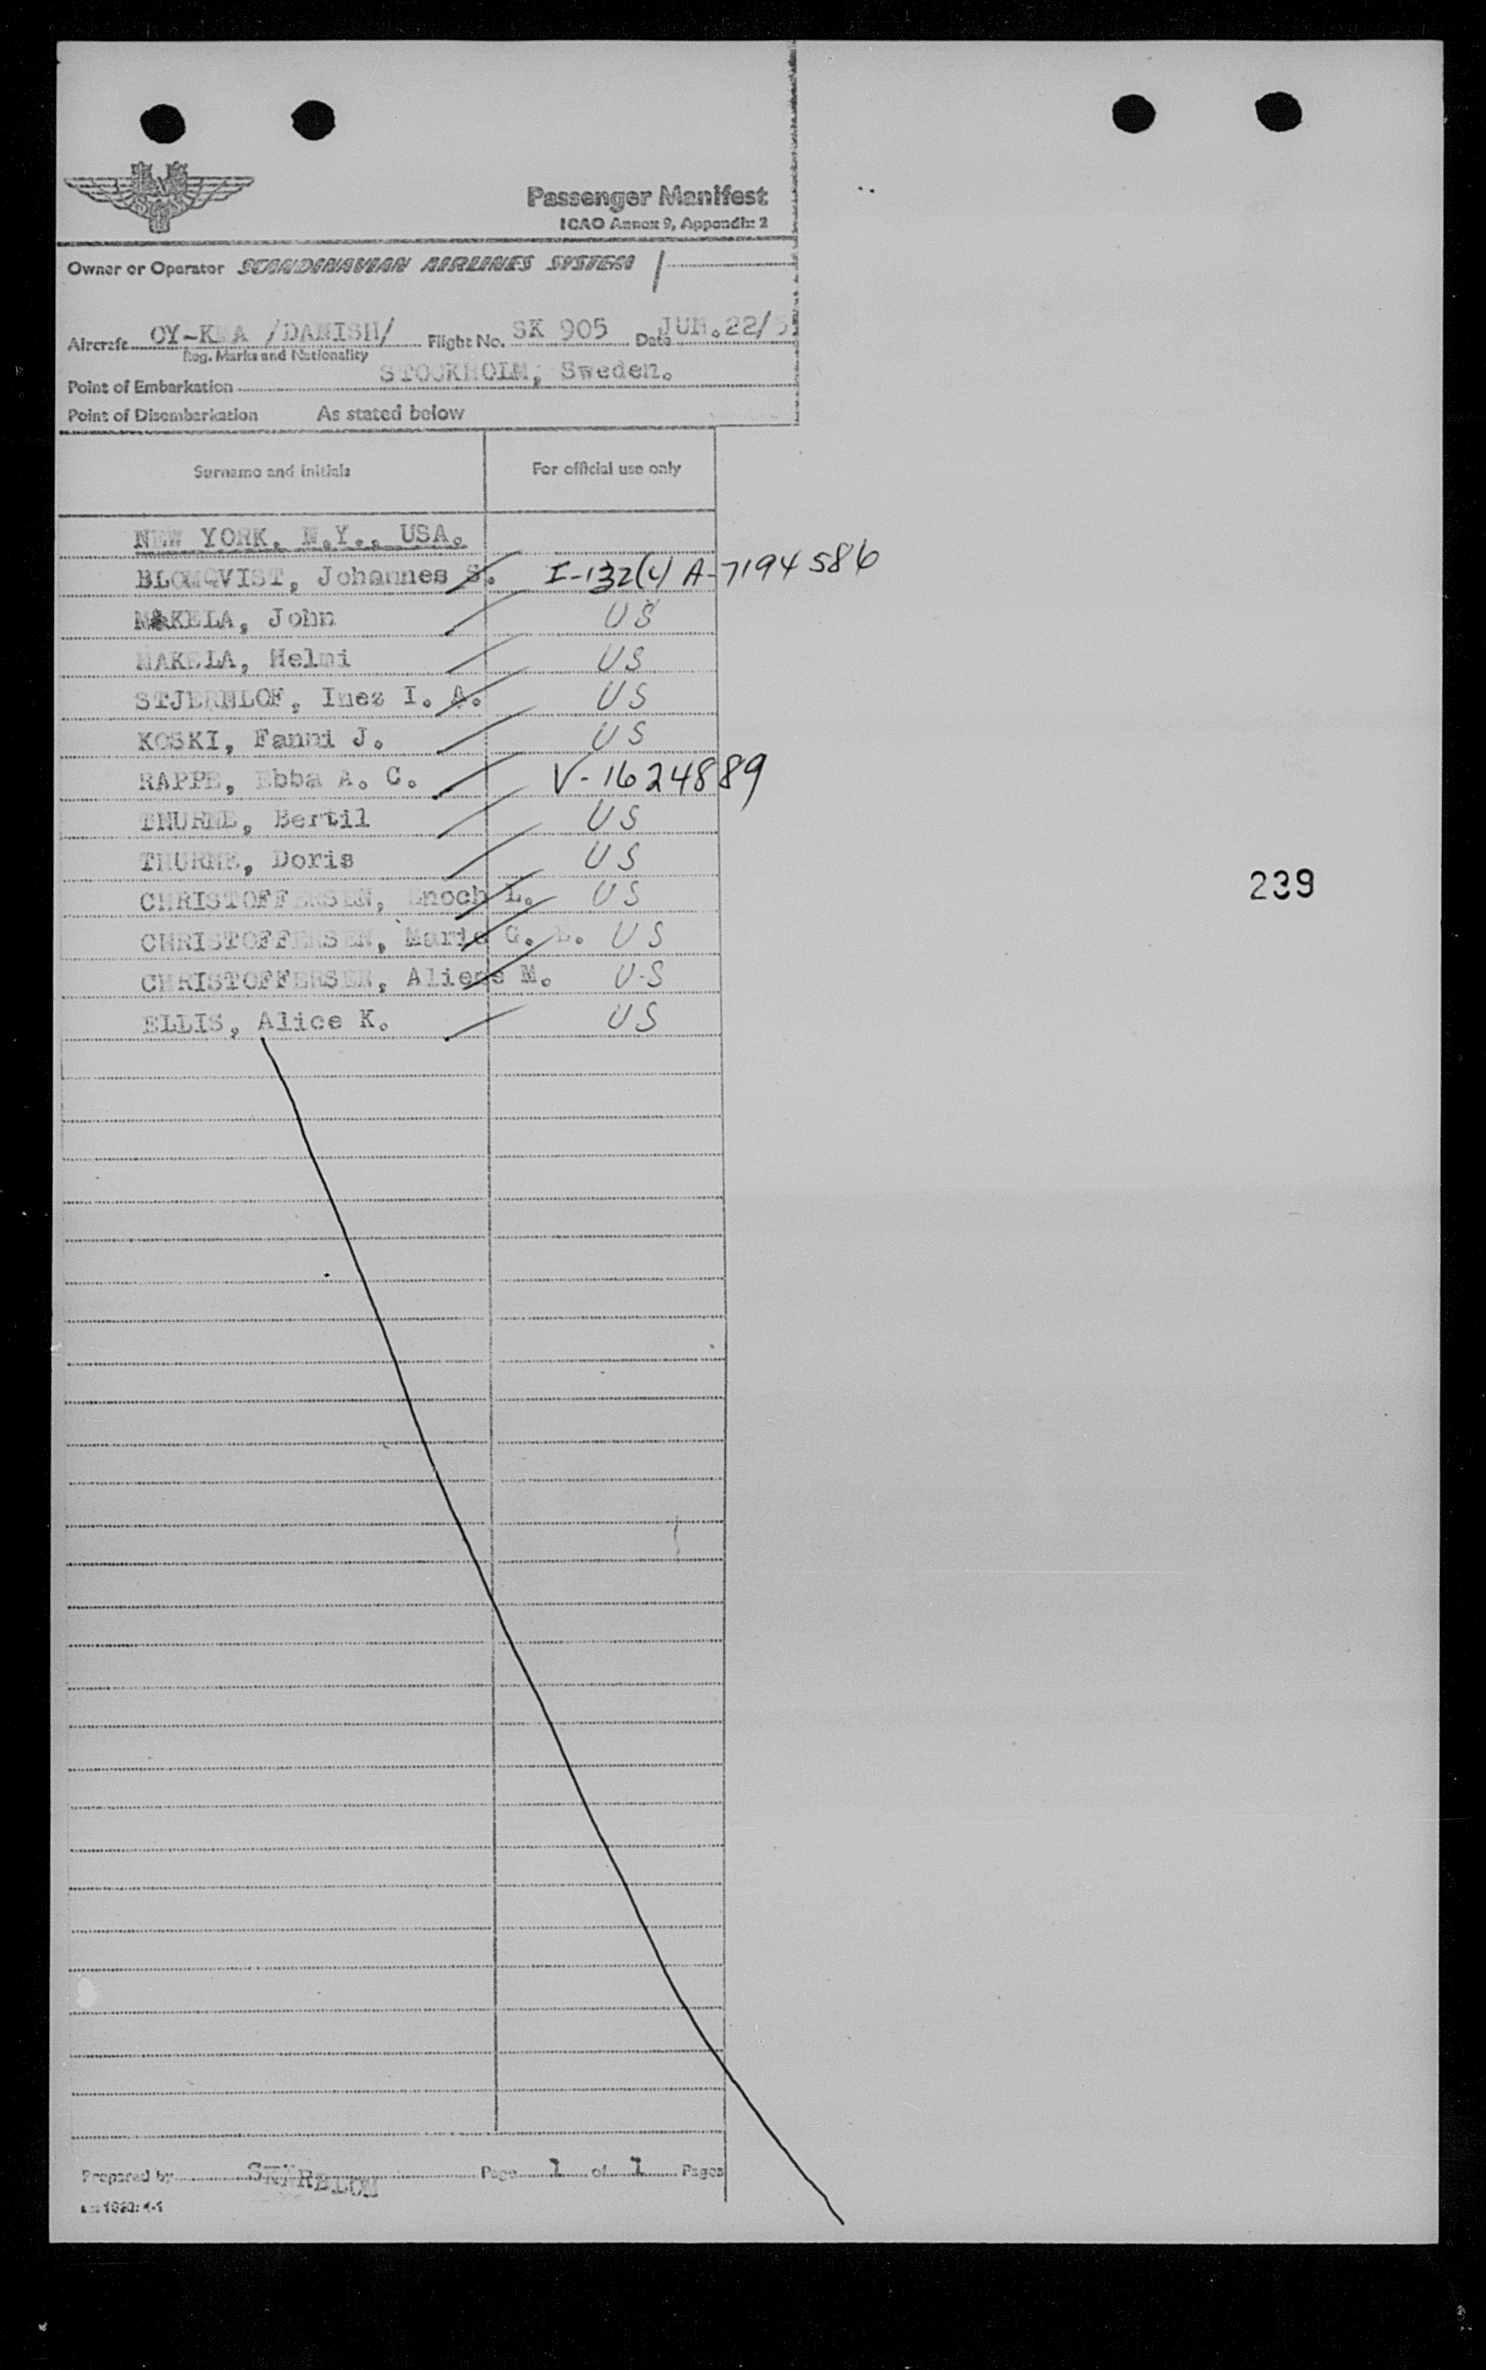 SAS
Passenger Manifest
ICAO Annex 9, Appendix 2
Owner or Operator SCANDINAVIAN AIRLINES SYSTEM
Aircraft OY-K A /DANISH/ Flight No. SK 905 Date JUN.22/5
Reg. Marks and Nationality
Point of Embarkation STOCKHOLM, Sweden.
Point of Disembarkation As stated below
Surname and initials For official use only
NEW YORK, N.Y., USA.
BLOMQVIST, Johannes S. I-132(c) A-7194586
MAKELA, John US
MAKELA, Helmi US
STJERNLOF, Inez I. A. US
KOSKI, Fanni J. US
RAPPE, Ebba A. C. V-1624889
THURNE, Bertil US
THURNE, Doris US
CHRISTOFFERSEN, Enoch L. US
CHRISTOFFERSEN, Marie G. E. US
CHRISTOFFERSEN, Aliene M. US
ELLIS, Alice K. US
239
Prepared by Page 1 of 1 Pages